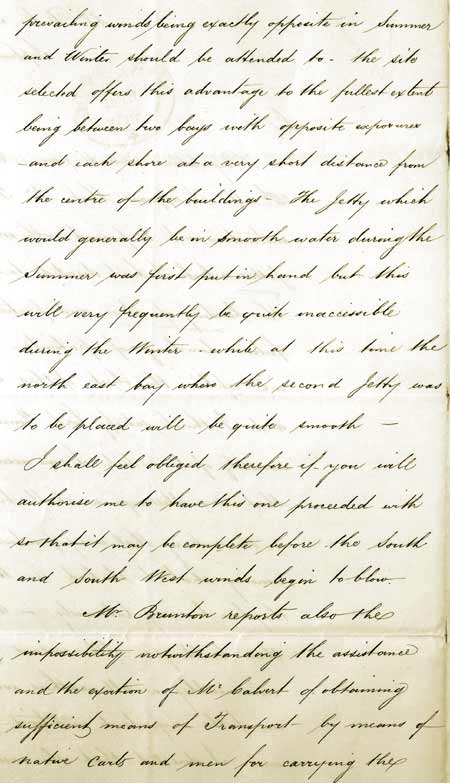 prevailing winds being exactly opposite in Summer
and Winter should be attended to - the site
selected offers this advantage to the fullest extent
being between two bays with opposite exposures
- and each shore at a very short distance from
the centre of the buildings - The Jetty which
would generally be in smooth water during the
Summer was first put in hand but this
will very frequently be quite inaccessible
during the Winter - while at this time the
north east bay where the second Jetty was
to be placed will be quite smooth -
I shall feel obliged therefore if you will
authorise me to have this one proceeded with
so that it may be complete before the South
and South West winds begin to blow.
Mr. Brunton reports also the
impossibility notwithstanding the assistance
and the exertion of Mr Calvert of obtaining
sufficient means of Transport by means of
native Carts and men for carrying the